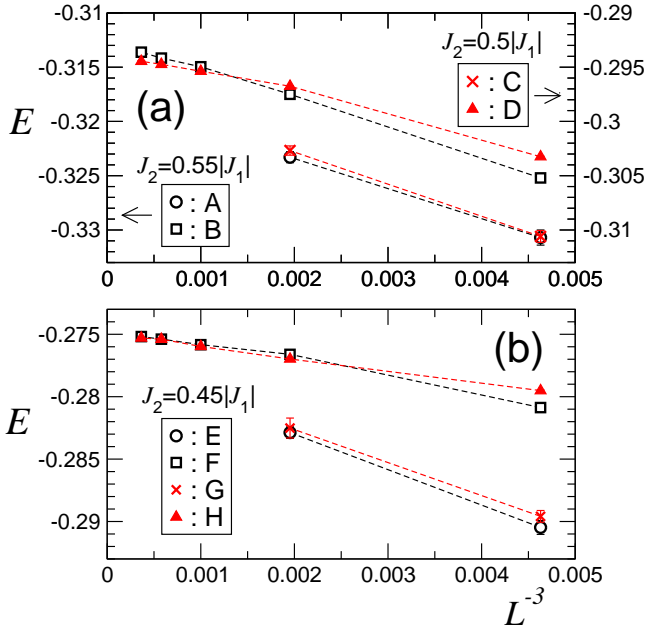 -0.31
-0.315
-0.32
-0.325
-0.33
E
-0.29
-0.295
-0.3
-0.305
-0.31
(a)
J2=0.5|J1|
× : C
▲ : D
→
J2=0.55|J1|
← ○ : A
□ : B
0 0.001 0.002 0.003 0.004 0.005
-0.275
-0.28
-0.285
-0.29
E
(b)
J2=0.45|J1|
○ : E
□ : F
× : G
▲ : H
0 0.001 0.002 0.003 0.004 0.005
L^-3